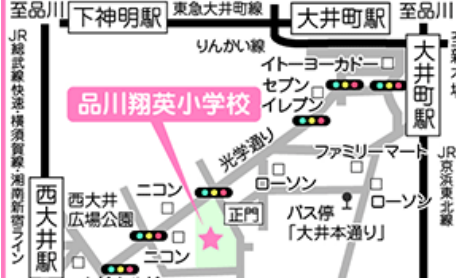 至品川
下神明駅
東急大井町線
大井町駅
至品川
りんかい線
大井町駅
JR総武線快速・横須賀線・湘南新宿ライン
イトーヨーカドー
セブン
イレブン
品川翔英小学校
光学通り
ファミリーマート
JR京浜東北線
ローソン
ローソン
西大井駅
西大井
広場公園
ニコン
正門
バス停
「大井本通り」
ニコン